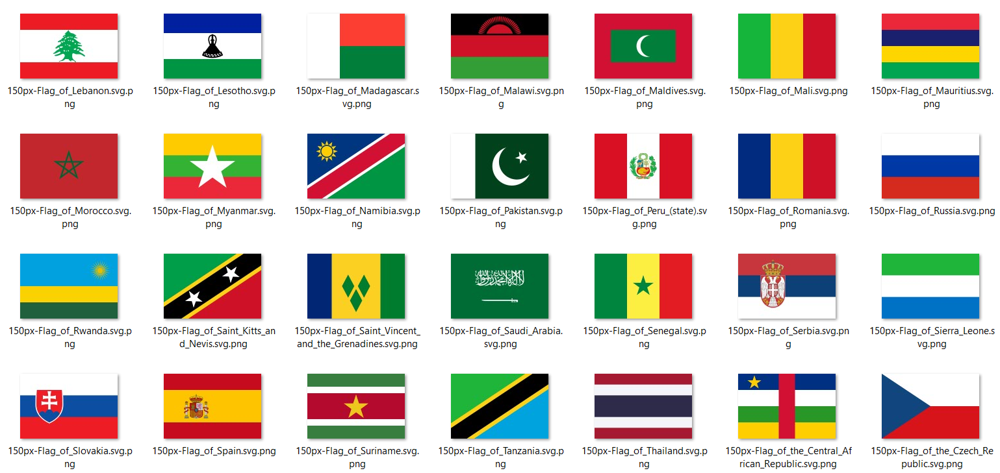 150px-Flag_of_Lebanon.svg.p
ng
150px-Flag_of_Lesotho.svg.p
ng
150px-Flag_of_Madagascar.s
vg.png
150px-Flag_of_Malawi.svg.pn
g
150px-Flag_of_Maldives.svg.
png
150px-Flag_of_Mali.svg.png
150px-Flag_of_Mauritius.svg.
png
150px-Flag_of_Morocco.svg.
png
150px-Flag_of_Myanmar.svg.
png
150px-Flag_of_Namibia.svg.p
ng
150px-Flag_of_Pakistan.svg.p
ng
150px-Flag_of_Peru_(state).sv
g.png
150px-Flag_of_Romania.svg.
png
150px-Flag_of_Russia.svg.png
150px-Flag_of_Rwanda.svg.p
ng
150px-Flag_of_Saint_Kitts_an
d_Nevis.svg.png
150px-Flag_of_Saint_Vincent_
and_the_Grenadines.svg.png
لا إله إلا الله محمد رسول الله
150px-Flag_of_Saudi_Arabia.
svg.png
150px-Flag_of_Senegal.svg.p
ng
150px-Flag_of_Serbia.svg.pn
g
150px-Flag_of_Sierra_Leone.s
vg.png
150px-Flag_of_Slovakia.svg.p
ng
150px-Flag_of_Spain.svg.png
150px-Flag_of_Suriname.svg.
png
150px-Flag_of_Tanzania.svg.p
ng
150px-Flag_of_Thailand.svg.p
ng
150px-Flag_of_the_Central_Af
rican_Republic.svg.png
150px-Flag_of_the_Czech_Re
public.svg.png